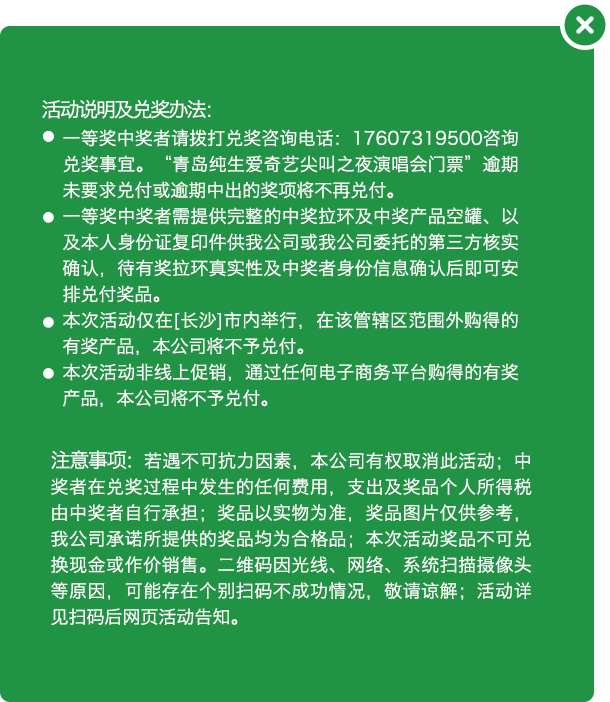 活动说明及兑奖办法：
一等奖中奖者请拨打兑奖咨询电话：17607319500咨询
兑奖事宜。“青岛纯生爱奇艺尖叫之夜演唱会门票”逾期
未要求兑付或逾期中出的奖项将不再兑付。
一等奖中奖者需提供完整的中奖拉环及中奖产品空罐、以
及本人身份证复印件供我公司或我公司委托的第三方核实
确认，待有奖拉环真实性及中奖者身份信息确认后即可安
排兑付奖品。
本次活动仅在[长沙]市内举行，在该管辖区范围外购得的
有奖产品，本公司将不予兑付。
本次活动非线上促销，通过任何电子商务平台购得的有奖
产品，本公司将不予兑付。
注意事项：若遇不可抗力因素，本公司有权取消此活动；中
奖者在兑奖过程中发生的任何费用，支出及奖品个人所得税
由中奖者自行承担；奖品以实物为准，奖品图片仅供参考，
我公司承诺所提供的奖品均为合格品；本次活动奖品不可兑
换现金或作价销售。二维码因光线、网络、系统扫描摄像头
等原因，可能存在个别扫码不成功情况，敬请谅解；活动详
见扫码后网页活动告知。